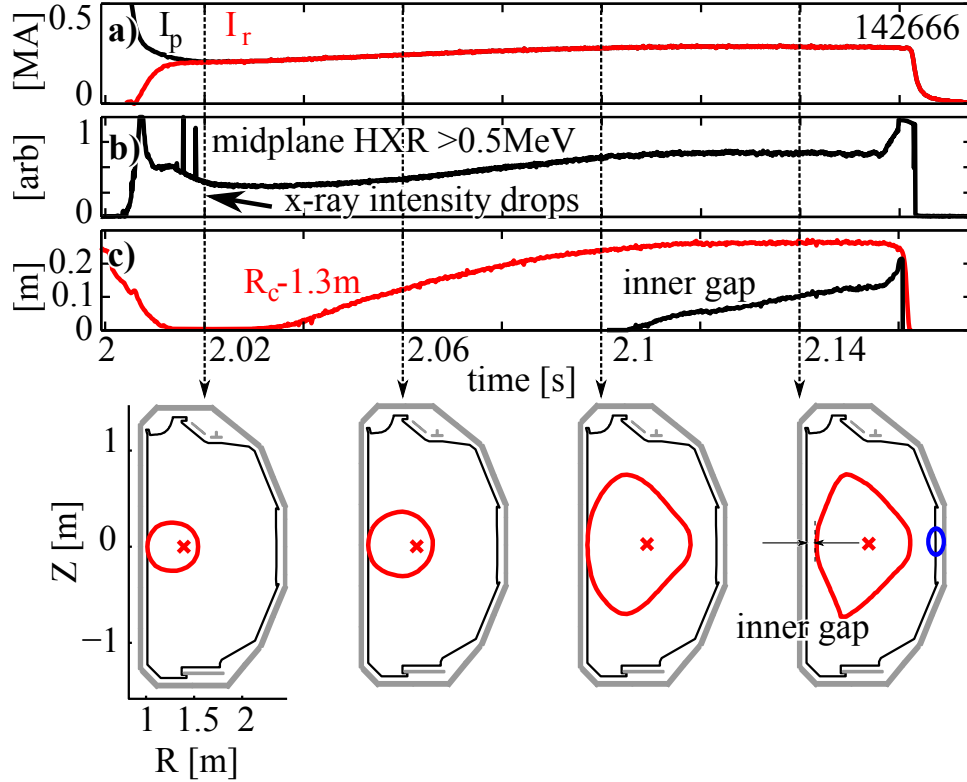 0.5
a)
I_p
I_r
142666
[MA]
0
1
b)
midplane HXR >0.5MeV
[arb]
x-ray intensity drops
0
c)
0.2
R_c-1.3m
inner gap
[m]
0.1
0
2
2.02
2.06
2.1
2.14
time [s]
1
Z [m]
0
inner gap
−1
1
1.5
2
R [m]